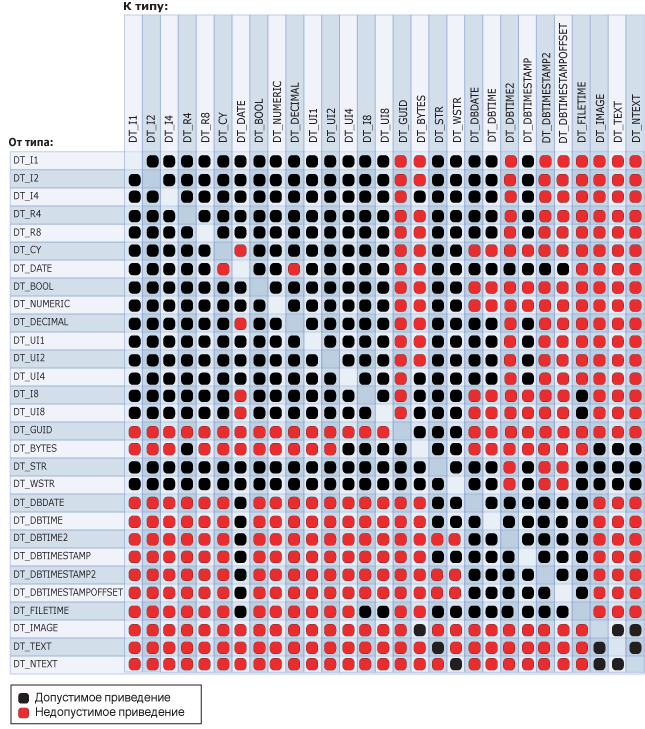 К типу:
От типа:
DT_I1
DT_I2
DT_I4
DT_R4
DT_R8
DT_CY
DT_DATE
DT_BOOL
DT_NUMERIC
DT_DECIMAL
DT_UI1
DT_UI2
DT_UI4
DT_I8
DT_UI8
DT_GUID
DT_BYTES
DT_STR
DT_WSTR
DT_DBDATE
DT_DBTIME
DT_DBTIME2
DT_DBTIMESTAMP
DT_DBTIMESTAMP2
DT_DBTIMESTAMPOFFSET
DT_FILETIME
DT_IMAGE
DT_TEXT
DT_NTEXT
DT_I1
DT_I2
DT_I4
DT_R4
DT_R8
DT_CY
DT_DATE
DT_BOOL
DT_NUMERIC
DT_DECIMAL
DT_UI1
DT_UI2
DT_UI4
DT_I8
DT_UI8
DT_GUID
DT_BYTES
DT_STR
DT_WSTR
DT_DBDATE
DT_DBTIME
DT_DBTIME2
DT_DBTIMESTAMP
DT_DBTIMESTAMP2
DT_DBTIMESTAMPOFFSET
DT_FILETIME
DT_IMAGE
DT_TEXT
DT_NTEXT
Допустимое приведение
Недопустимое приведение